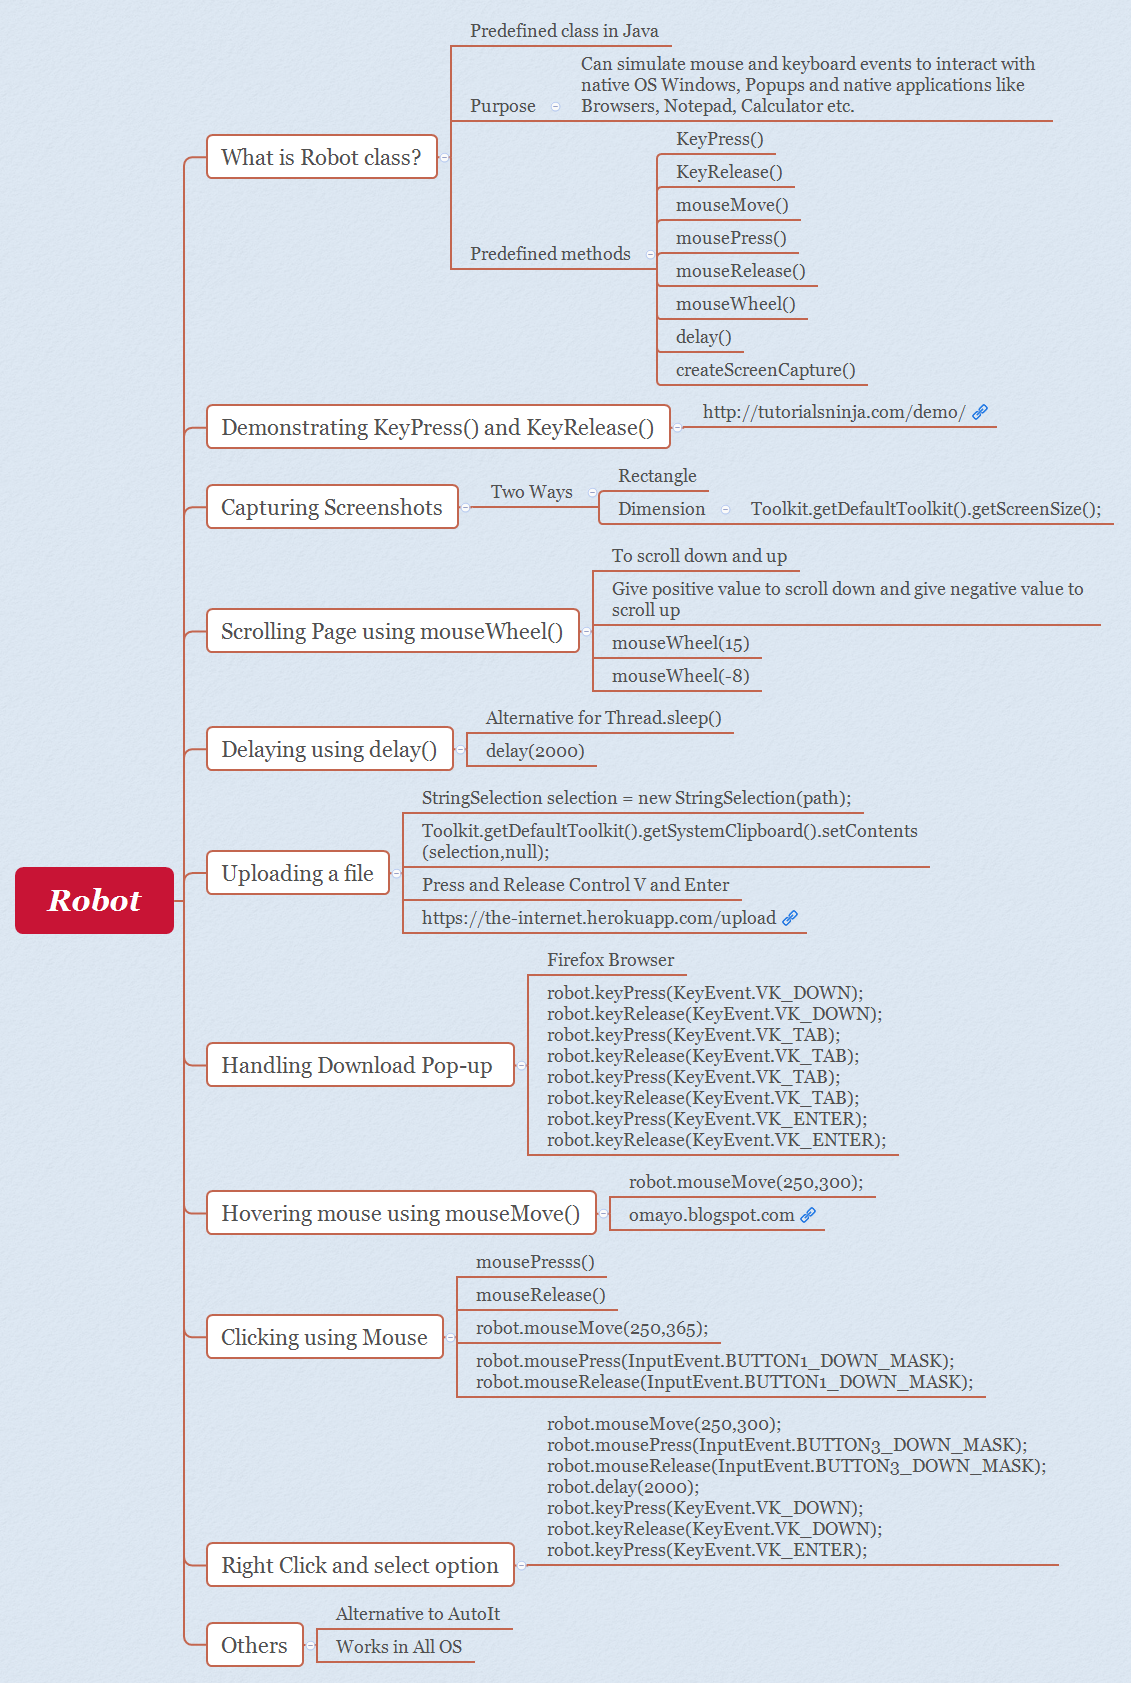 Robot
What is Robot class?
Predefined class in Java
Purpose
Can simulate mouse and keyboard events to interact with
native OS Windows, Popups and native applications like
Browsers, Notepad, Calculator etc.
Predefined methods
KeyPress()
KeyRelease()
mouseMove()
mousePress()
mouseRelease()
mouseWheel()
delay()
createScreenCapture()
Demonstrating KeyPress() and KeyRelease()
http://tutorialsninja.com/demo/
Capturing Screenshots
Two Ways
Rectangle
Dimension
Toolkit.getDefaultToolkit().getScreenSize();
Scrolling Page using mouseWheel()
To scroll down and up
Give positive value to scroll down and give negative value to
scroll up
mouseWheel(15)
mouseWheel(-8)
Delaying using delay()
Alternative for Thread.sleep()
delay(2000)
Uploading a file
StringSelection selection = new StringSelection(path);
Toolkit.getDefaultToolkit().getSystemClipboard().setContents
(selection,null);
Press and Release Control V and Enter
https://the-internet.herokuapp.com/upload
Handling Download Pop-up
Firefox Browser
robot.keyPress(KeyEvent.VK_DOWN);
robot.keyRelease(KeyEvent.VK_DOWN);
robot.keyPress(KeyEvent.VK_TAB);
robot.keyRelease(KeyEvent.VK_TAB);
robot.keyPress(KeyEvent.VK_TAB);
robot.keyRelease(KeyEvent.VK_TAB);
robot.keyPress(KeyEvent.VK_ENTER);
robot.keyRelease(KeyEvent.VK_ENTER);
Hovering mouse using mouseMove()
robot.mouseMove(250,300);
omayo.blogspot.com
Clicking using Mouse
mousePresss()
mouseRelease()
robot.mouseMove(250,365);
robot.mousePress(InputEvent.BUTTON1_DOWN_MASK);
robot.mouseRelease(InputEvent.BUTTON1_DOWN_MASK);
Right Click and select option
robot.mouseMove(250,300);
robot.mousePress(InputEvent.BUTTON3_DOWN_MASK);
robot.mouseRelease(InputEvent.BUTTON3_DOWN_MASK);
robot.delay(2000);
robot.keyPress(KeyEvent.VK_DOWN);
robot.keyRelease(KeyEvent.VK_DOWN);
robot.keyPress(KeyEvent.VK_ENTER);
Others
Alternative to AutoIt
Works in All OS